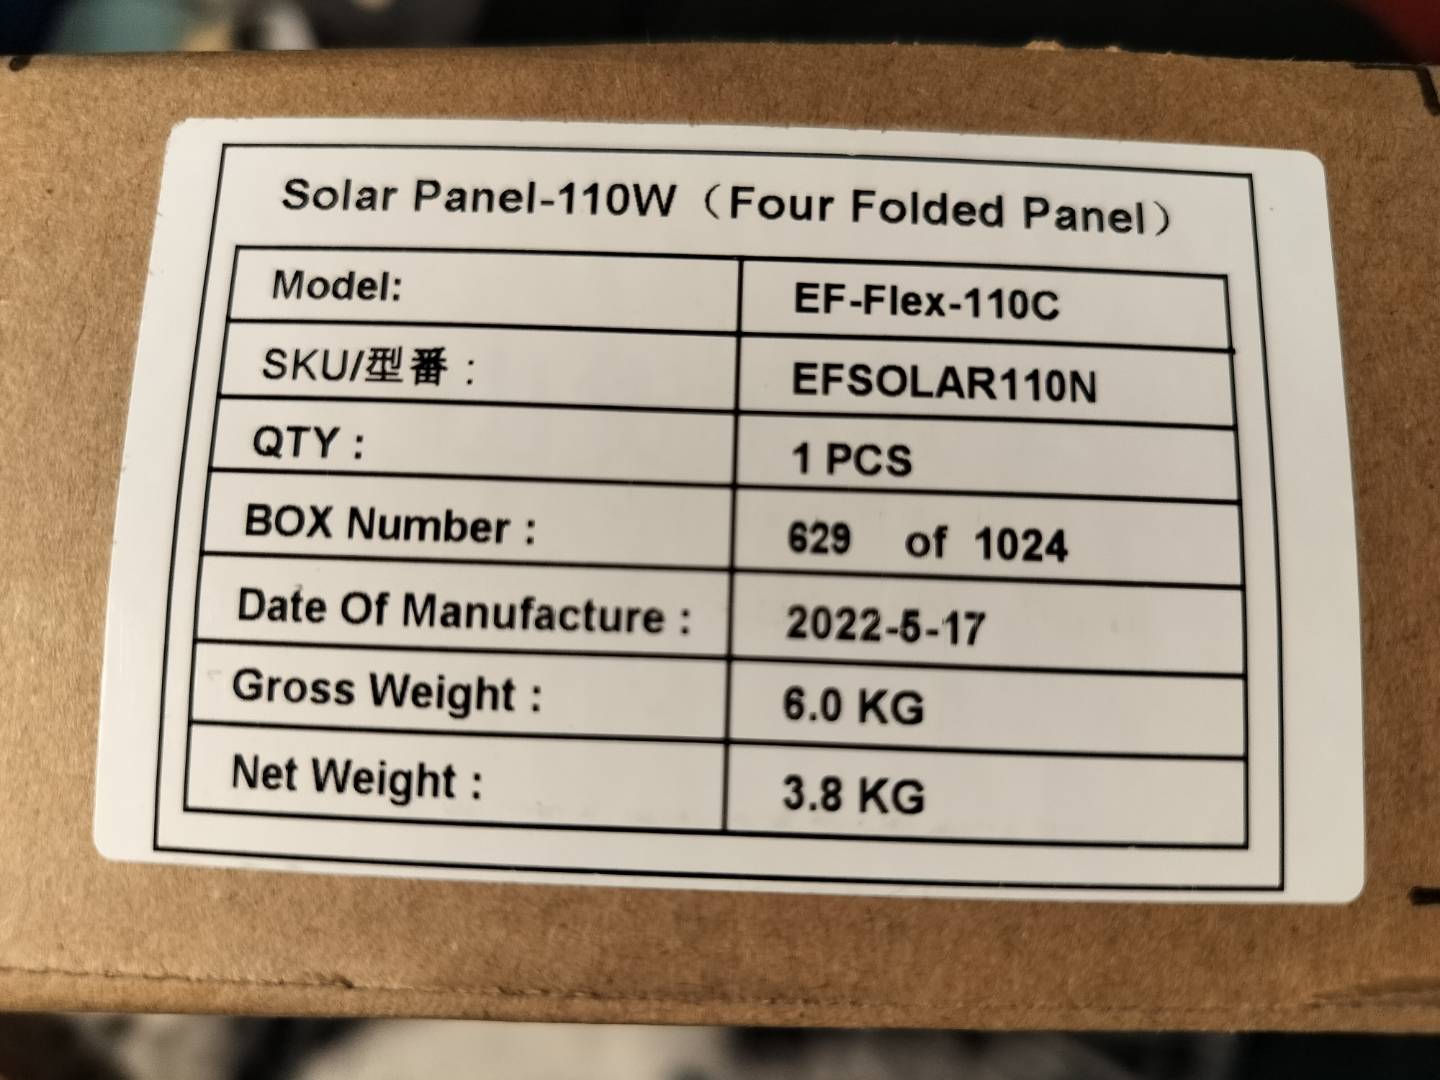 Solar Panel-110W（Four Folded Panel）
Model: EF-Flex-110C
SKU/型番： EFSOLAR110N
QTY： 1 PCS
BOX Number： 629 of 1024
Date Of Manufacture： 2022-5-17
Gross Weight： 6.0 KG
Net Weight： 3.8 KG